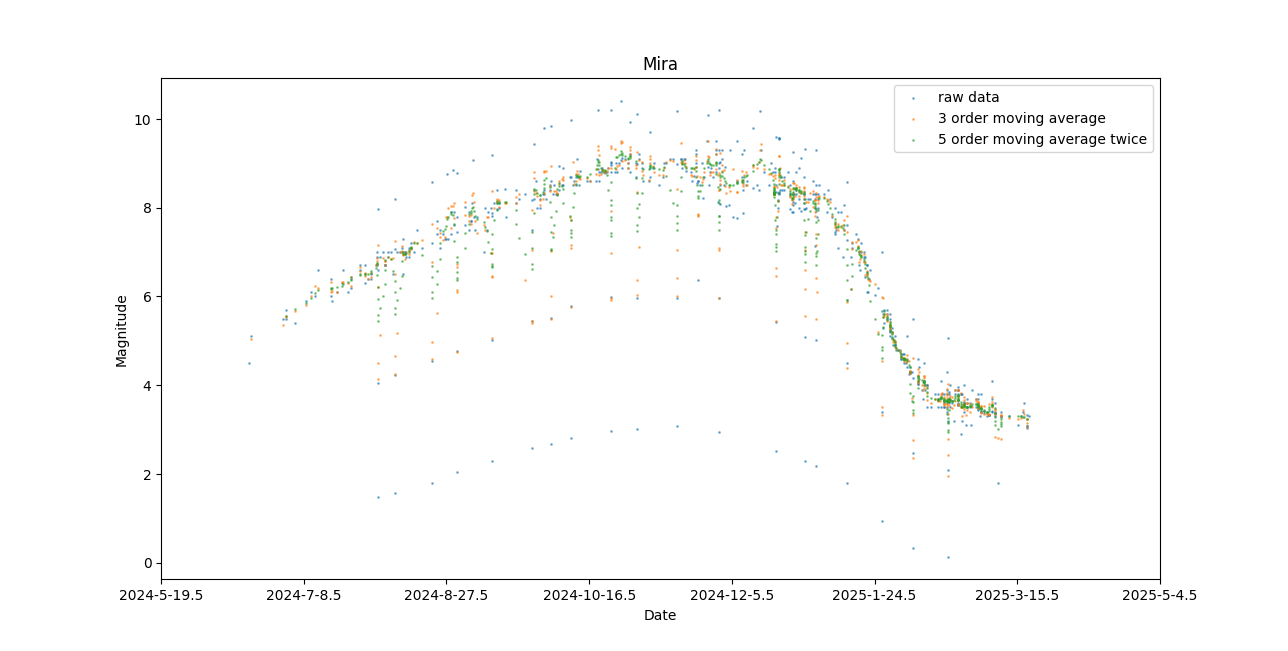 Mira
raw data
3 order moving average
5 order moving average twice
Magnitude
10
8
6
4
2
0
2024-5-19.5 2024-7-8.5 2024-8-27.5 2024-10-16.5 2024-12-5.5 2025-1-24.5 2025-3-15.5 2025-5-4.5
Date